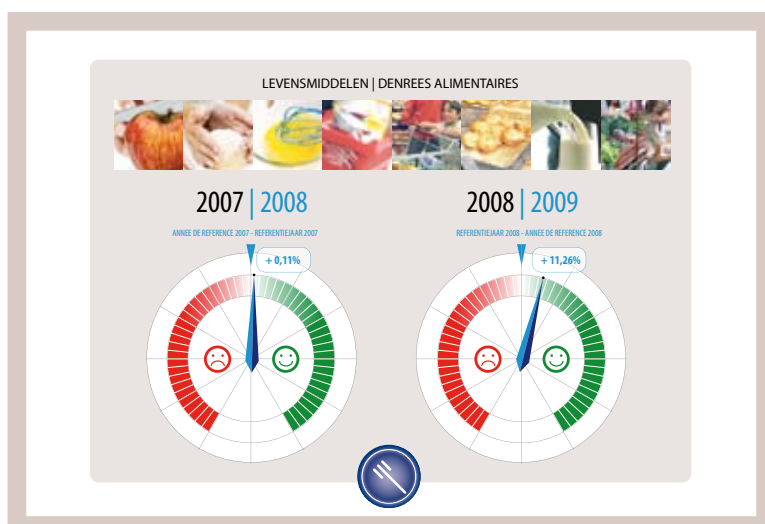 LEVENSMIDDELEN | DENREES ALIMENTAIRES
2007 | 2008
ANNEE DE REFERENCE 2007 - REFERENTIEJAAR 2007
+ 0,11%
2008 | 2009
REFERENTIEJAAR 2008 - ANNEE DE REFERENCE 2008
+ 11,26%